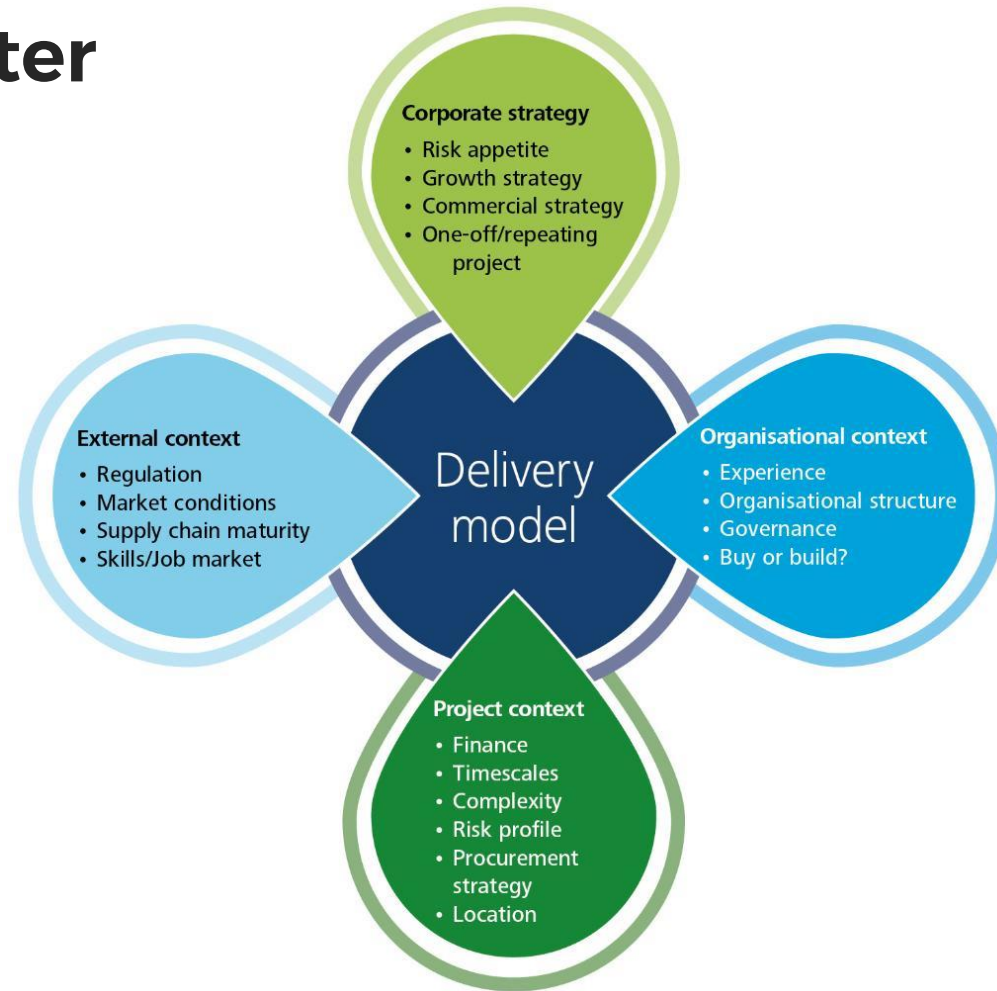 ter
Corporate strategy
• Risk appetite
• Growth strategy
• Commercial strategy
• One-off/repeating
project
External context
• Regulation
• Market conditions
• Supply chain maturity
• Skills/Job market
Delivery
model
Organisational context
• Experience
• Organisational structure
• Governance
• Buy or build?
Project context
• Finance
• Timescales
• Complexity
• Risk profile
• Procurement
strategy
• Location